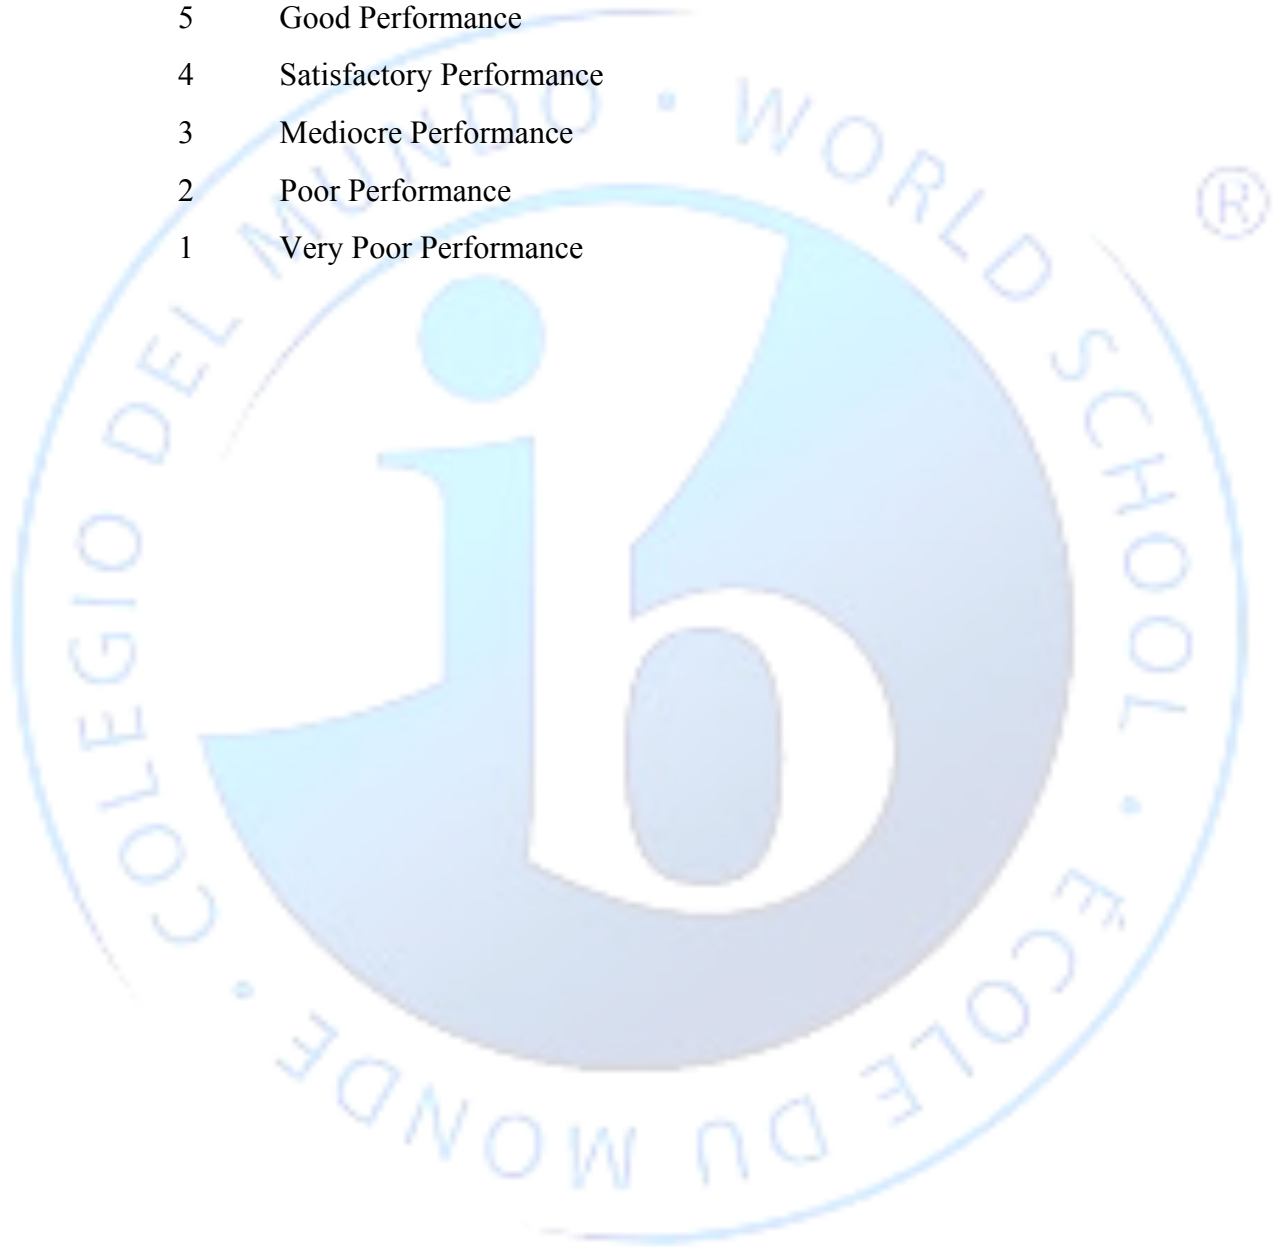 5 Good Performance
4 Satisfactory Performance
3 Mediocre Performance
2 Poor Performance
1 Very Poor Performance
COLEGIO DEL MUNDO • WORLD SCHOOL • ÉCOLE DU MONDE •
ib
®